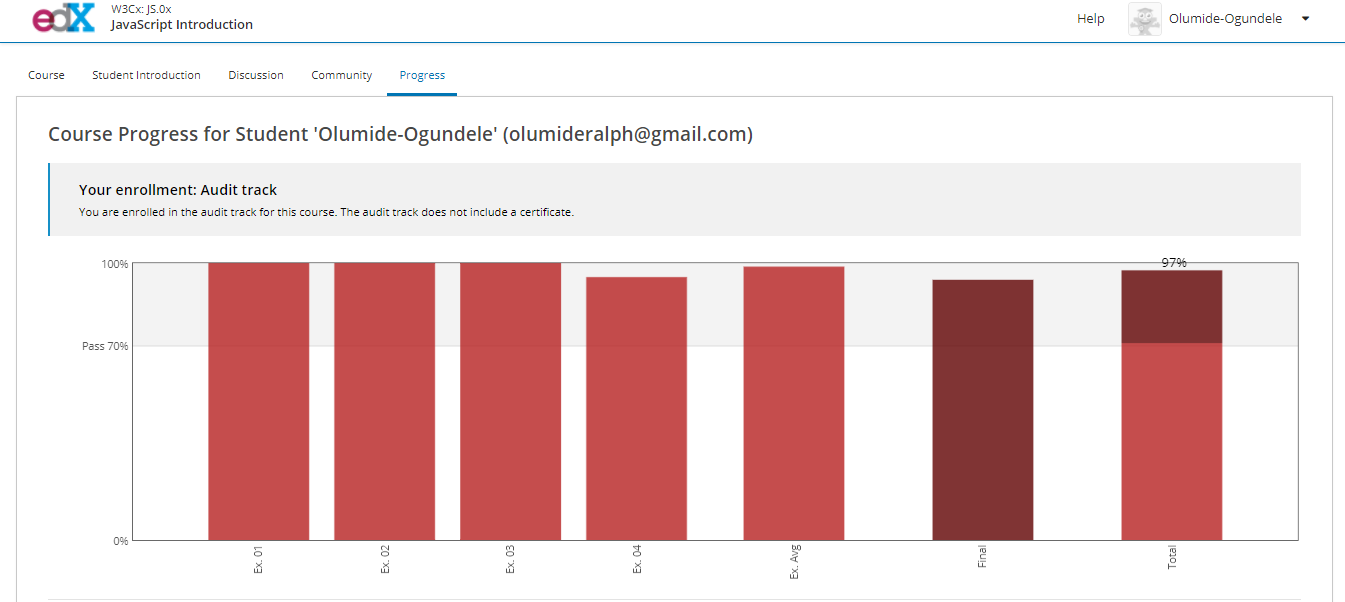 edX
W3Cx: JS.0x
JavaScript Introduction
Help
Olumide-Ogundele
Course
Student Introduction
Discussion
Community
Progress
Course Progress for Student 'Olumide-Ogundele' (olumideralph@gmail.com)
Your enrollment: Audit track
You are enrolled in the audit track for this course. The audit track does not include a certificate.
100%
97%
Pass 70%
0%
Ex. 01
Ex. 02
Ex. 03
Ex. 04
Ex. Avg
Final
Total